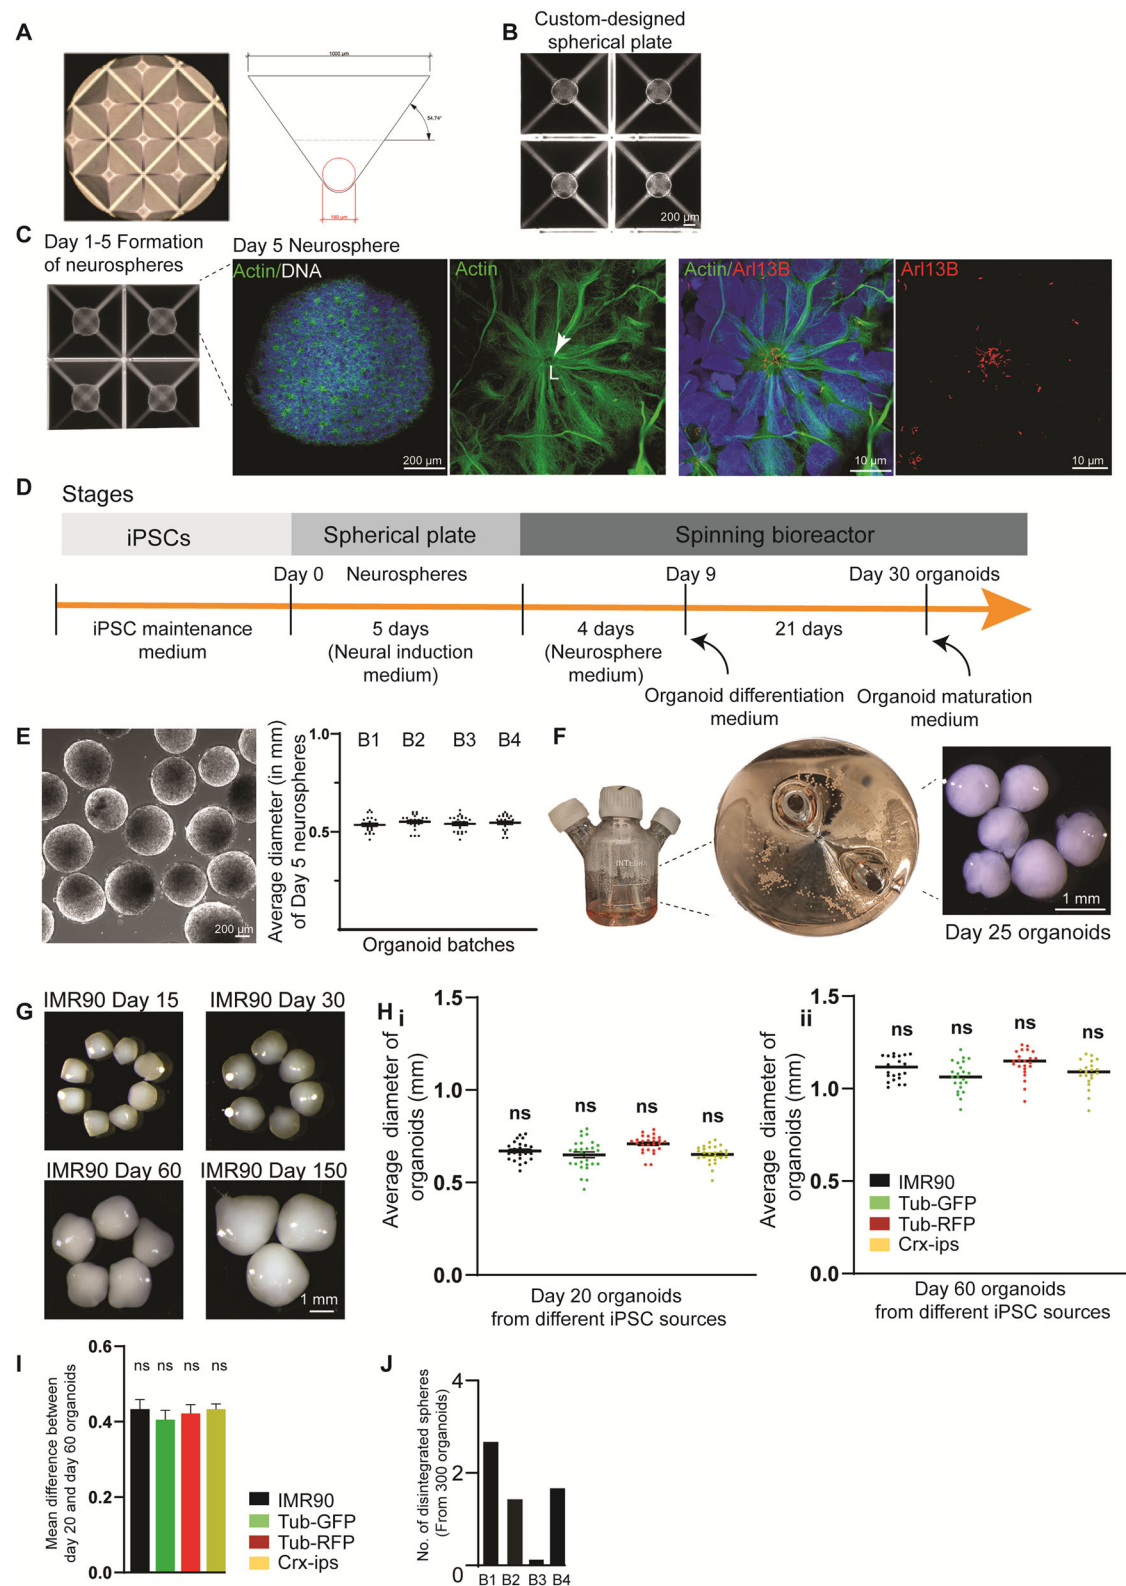 A
1000 µm
54.74°
180 µm
B
Custom-designed
spherical plate
200 µm
C
Day 1-5 Formation
of neurospheres
Day 5 Neurosphere
Actin/DNA
200 µm
Actin
L
Actin/Arl13B
10 µm
Arl13B
10 µm
D
Stages
iPSCs
Spherical plate
Spinning bioreactor
Day 0
Neurospheres
Day 9
Day 30 organoids
iPSC maintenance
medium
5 days
(Neural induction
medium)
4 days
(Neurosphere
medium)
21 days
Organoid differentiation
medium
Organoid maturation
medium
E
200 µm
Average diameter (in mm)
of Day 5 neurospheres
1.0
0.5
B1 B2 B3 B4
Organoid batches
F
1 mm
Day 25 organoids
G
IMR90 Day 15
IMR90 Day 30
IMR90 Day 60
IMR90 Day 150
1 mm
H
i
Average diameter of
organoids (mm)
1.5
1.0
0.5
0.0
ns ns ns ns
Day 20 organoids
from different iPSC sources
ii
Average diameter of
organoids (mm)
1.5
1.0
0.5
0.0
ns ns ns ns
IMR90
Tub-GFP
Tub-RFP
Crx-ips
Day 60 organoids
from different iPSC sources
I
Mean difference between
day 20 and day 60 organoids
0.6
0.4
0.2
0.0
ns ns ns ns
IMR90
Tub-GFP
Tub-RFP
Crx-ips
J
No. of disintegrated spheres
(From 300 organoids)
4
2
0
B1 B2 B3 B4